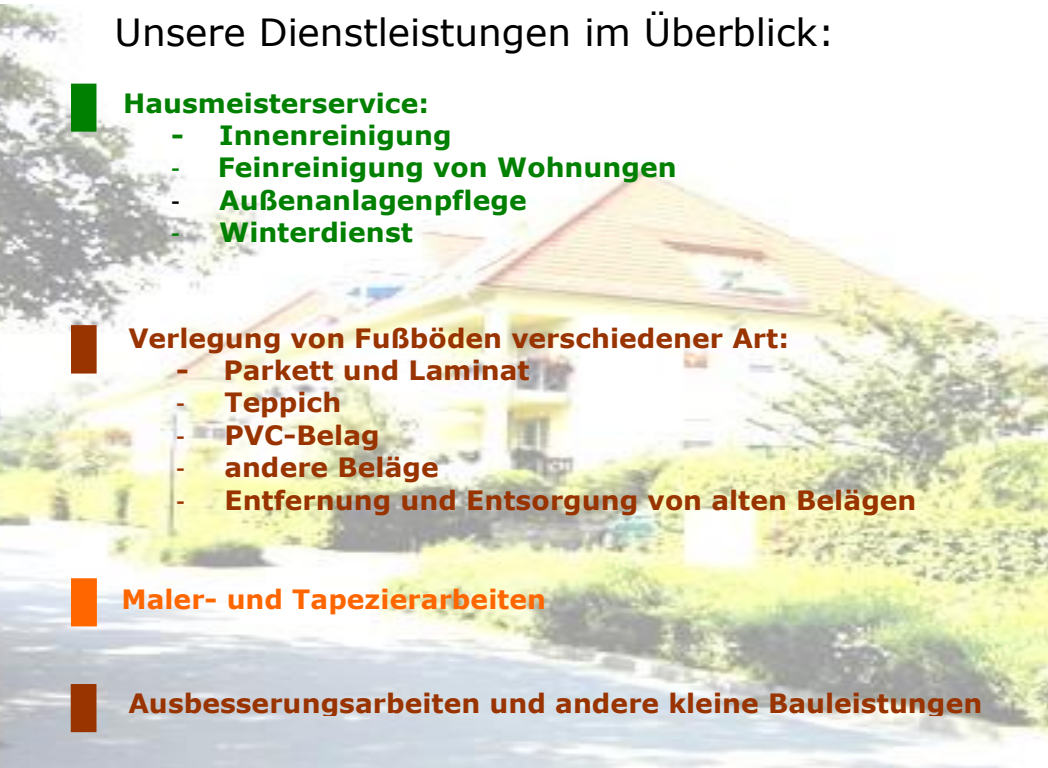 Unsere Dienstleistungen im Überblick:
Hausmeisterservice:
- Innenreinigung
- Feinreinigung von Wohnungen
- Außenanlagenpflege
- Winterdienst
Verlegung von Fußböden verschiedener Art:
- Parkett und Laminat
- Teppich
- PVC-Belag
- andere Beläge
- Entfernung und Entsorgung von alten Belägen
Maler- und Tapezierarbeiten
Ausbesserungsarbeiten und andere kleine Bauleistungen